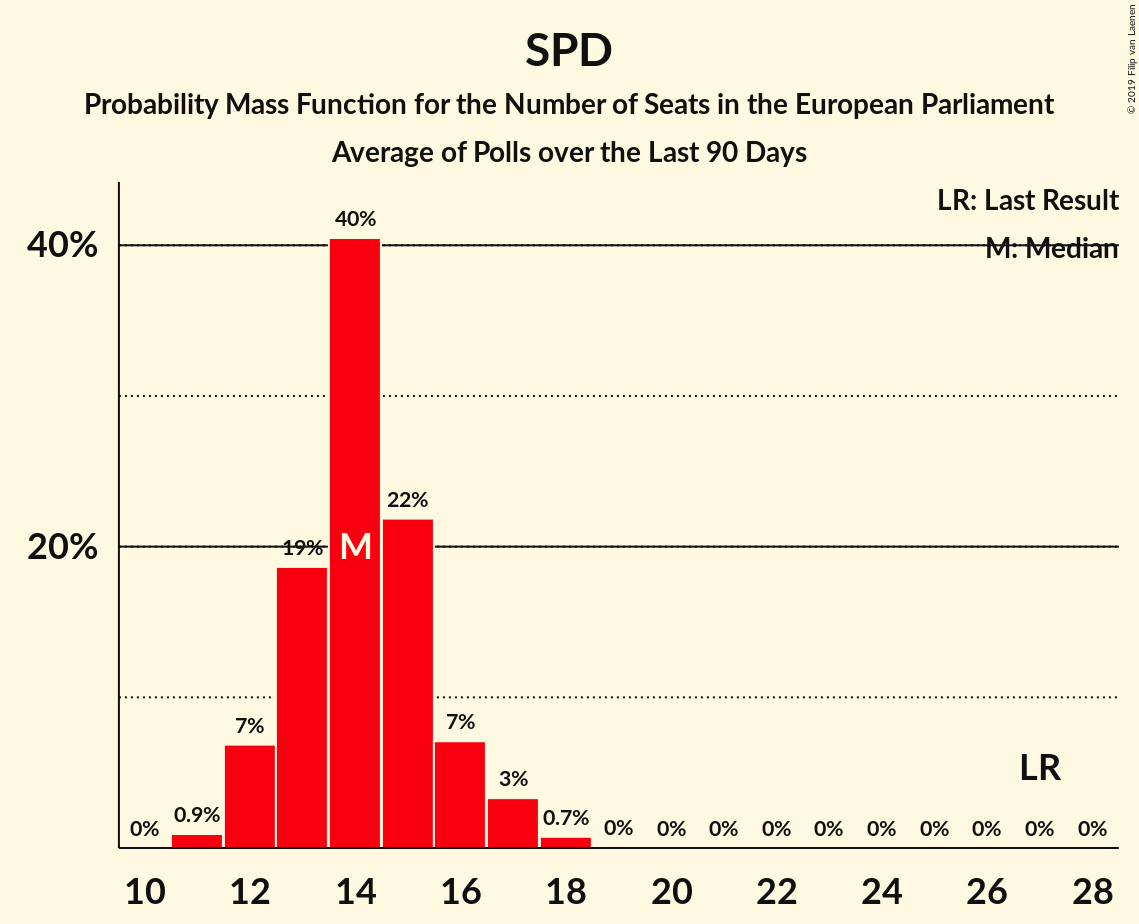 SPD
Probability Mass Function for the Number of Seats in the European Parliament
Average of Polls over the Last 90 Days
© 2019 Filip van Laenen
LR: Last Result
M: Median
40%
20%
0%
0.9%
7%
19%
40%
M
22%
7%
3%
0.7%
0%
0%
0%
0%
0%
0%
0%
0%
LR
0%
0%
10 12 14 16 18 20 22 24 26 28